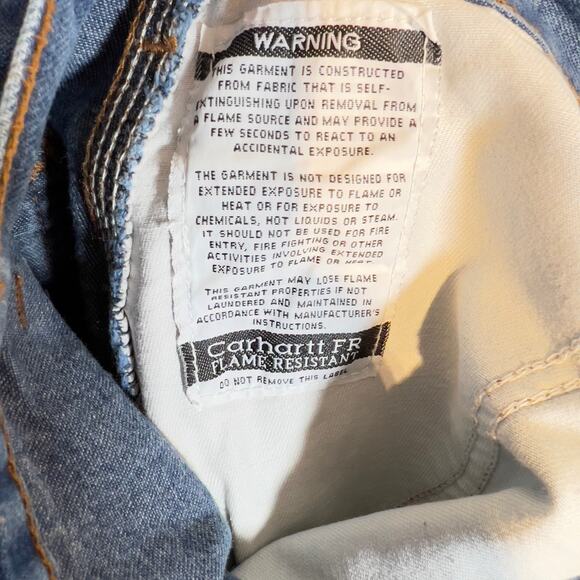 WARNING
THIS GARMENT IS CONSTRUCTED
FROM FABRIC THAT IS SELF-
EXTINGUISHING UPON REMOVAL FROM
A FLAME SOURCE AND MAY PROVIDE A
FEW SECONDS TO REACT TO AN
ACCIDENTAL EXPOSURE.
THE GARMENT IS NOT DESIGNED FOR
EXTENDED EXPOSURE TO FLAME OR
HEAT OR FOR EXPOSURE TO
CHEMICALS, HOT LIQUIDS OR STEAM.
IT SHOULD NOT BE USED FOR FIRE
ENTRY, FIRE FIGHTING OR OTHER
ACTIVITIES INVOLVING EXTENDED
EXPOSURE TO FLAME OR HEAT.
THIS GARMENT MAY LOSE FLAME
RESISTANT PROPERTIES IF NOT
LAUNDERED AND MAINTAINED IN
ACCORDANCE WITH MANUFACTURER'S
INSTRUCTIONS.
Carhartt FR
FLAME RESISTANT
DO NOT REMOVE THIS LABEL